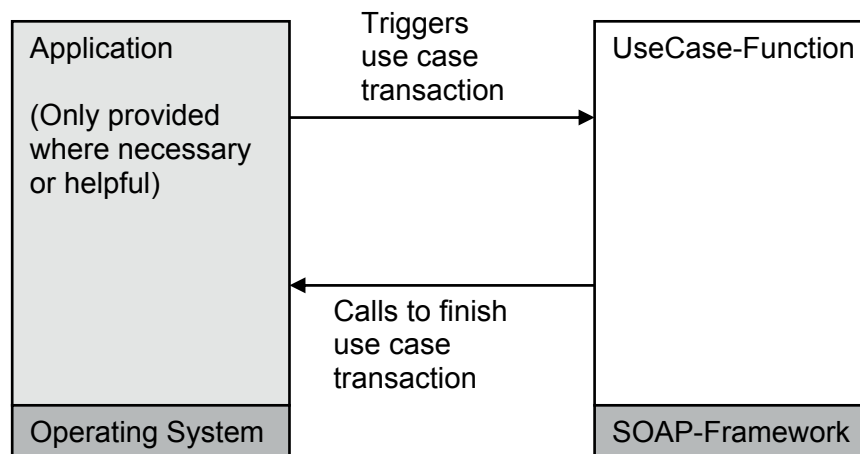 Application
(Only provided
where necessary
or helpful)
Operating System
Triggers
use case
transaction
Calls to finish
use case
transaction
UseCase-Function
SOAP-Framework